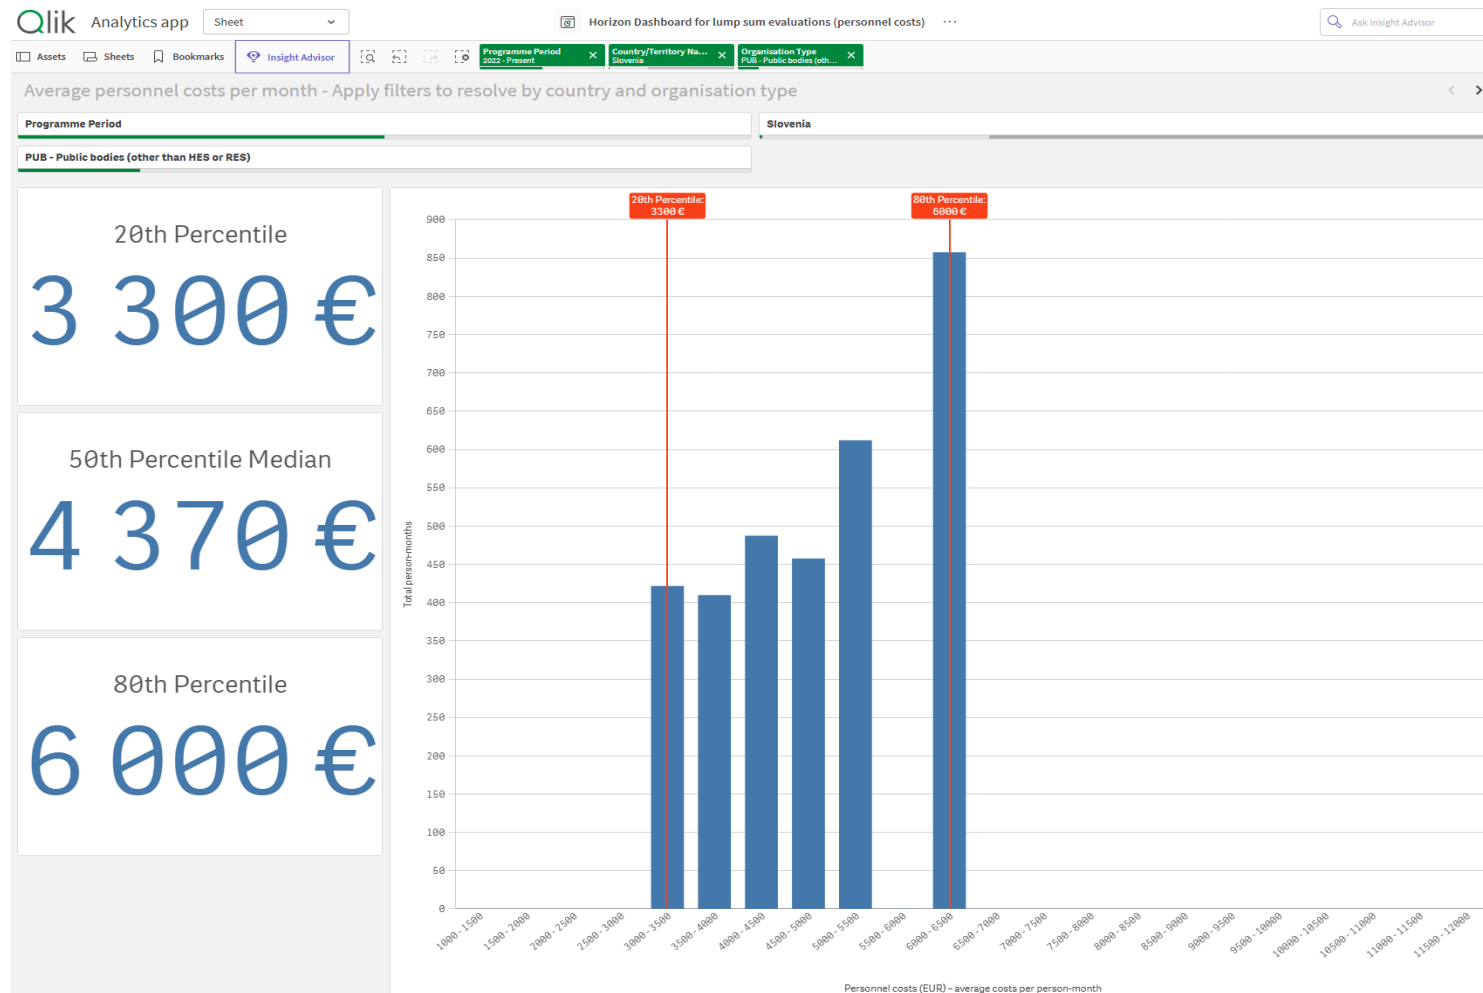 Qlik Analytics app Sheet Horizon Dashboard for lump sum evaluations (personnel costs) ··· Ask Insight Advisor
Assets Sheets Bookmarks Insight Advisor
Programme Period
2022 - Present
Country/Territory Na...
Slovenia
Organisation Type
PUB - Public bodies (oth...
Average personnel costs per month - Apply filters to resolve by country and organisation type
Programme Period
Slovenia
PUB - Public bodies (other than HES or RES)
20th Percentile
3 300 €
50th Percentile Median
4 370 €
80th Percentile
6 000 €
20th Percentile:
3300 €
80th Percentile:
6000 €
Total person-months
900
850
800
750
700
650
600
550
500
450
400
350
300
250
200
150
100
50
0
1000-1500
1500-2000
2000-2500
2500-3000
3000-3500
3500-4000
4000-4500
4500-5000
5000-5500
5500-6000
6000-6500
6500-7000
7000-7500
7500-8000
8000-8500
8500-9000
9000-9500
9500-10000
10000-10500
10500-11000
11000-11500
11500-12000
Personnel costs (EUR) – average costs per person-month